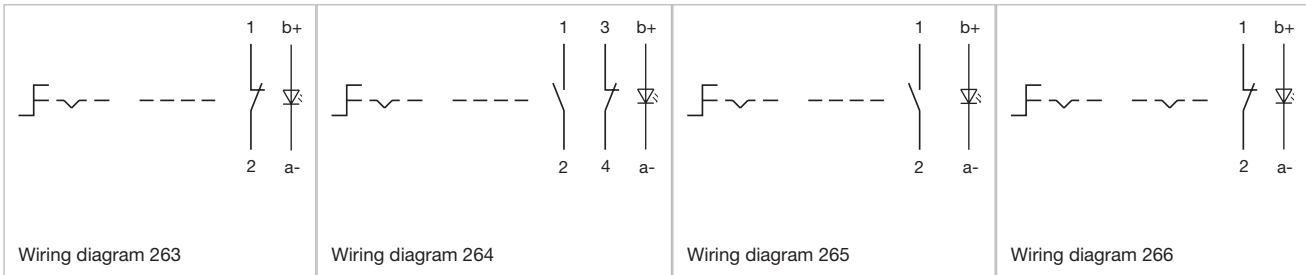 1 b+
2 a-
Wiring diagram 263
1 3 b+
2 4 a-
Wiring diagram 264
1 b+
2 a-
Wiring diagram 265
1 b+
2 a-
Wiring diagram 266